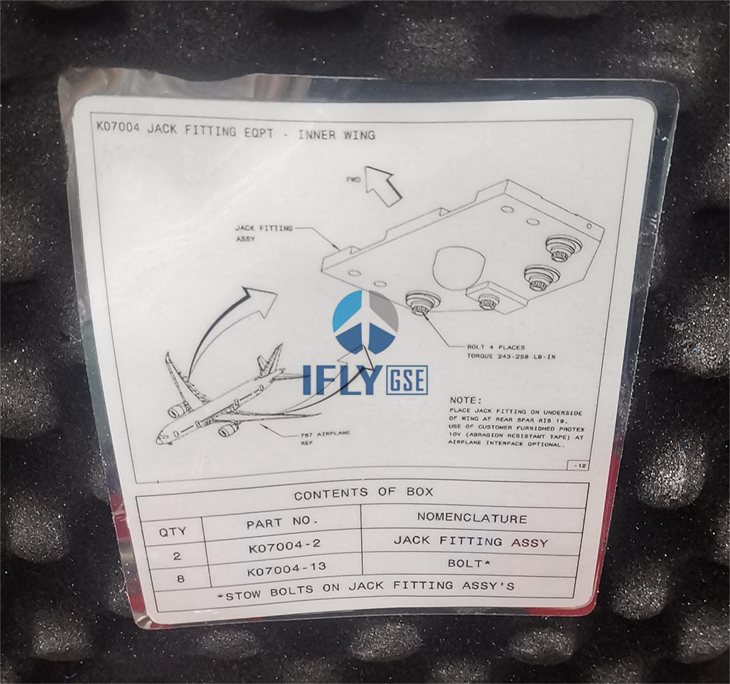 K07004 JACK FITTING EQPT - INNER WING
FWD
JACK FITTING
ASSY
BOLT 4 PLACES
TORQUE 243-258 LB-IN
IFLY GSE
787 AIRPLANE
REF
NOTE:
PLACE JACK FITTING ON UNDERSIDE
OF WING AT REAR SPAR RIB 19.
USE OF CUSTOMER FURNISHED PROTEX
10V (ABRASION RESISTANT TAPE) AT
AIRPLANE INTERFACE OPTIONAL.
-12
CONTENTS OF BOX
QTY PART NO. NOMENCLATURE
2 K07004-2 JACK FITTING ASSY
8 K07004-13 BOLT*
*STOW BOLTS ON JACK FITTING ASSY'S